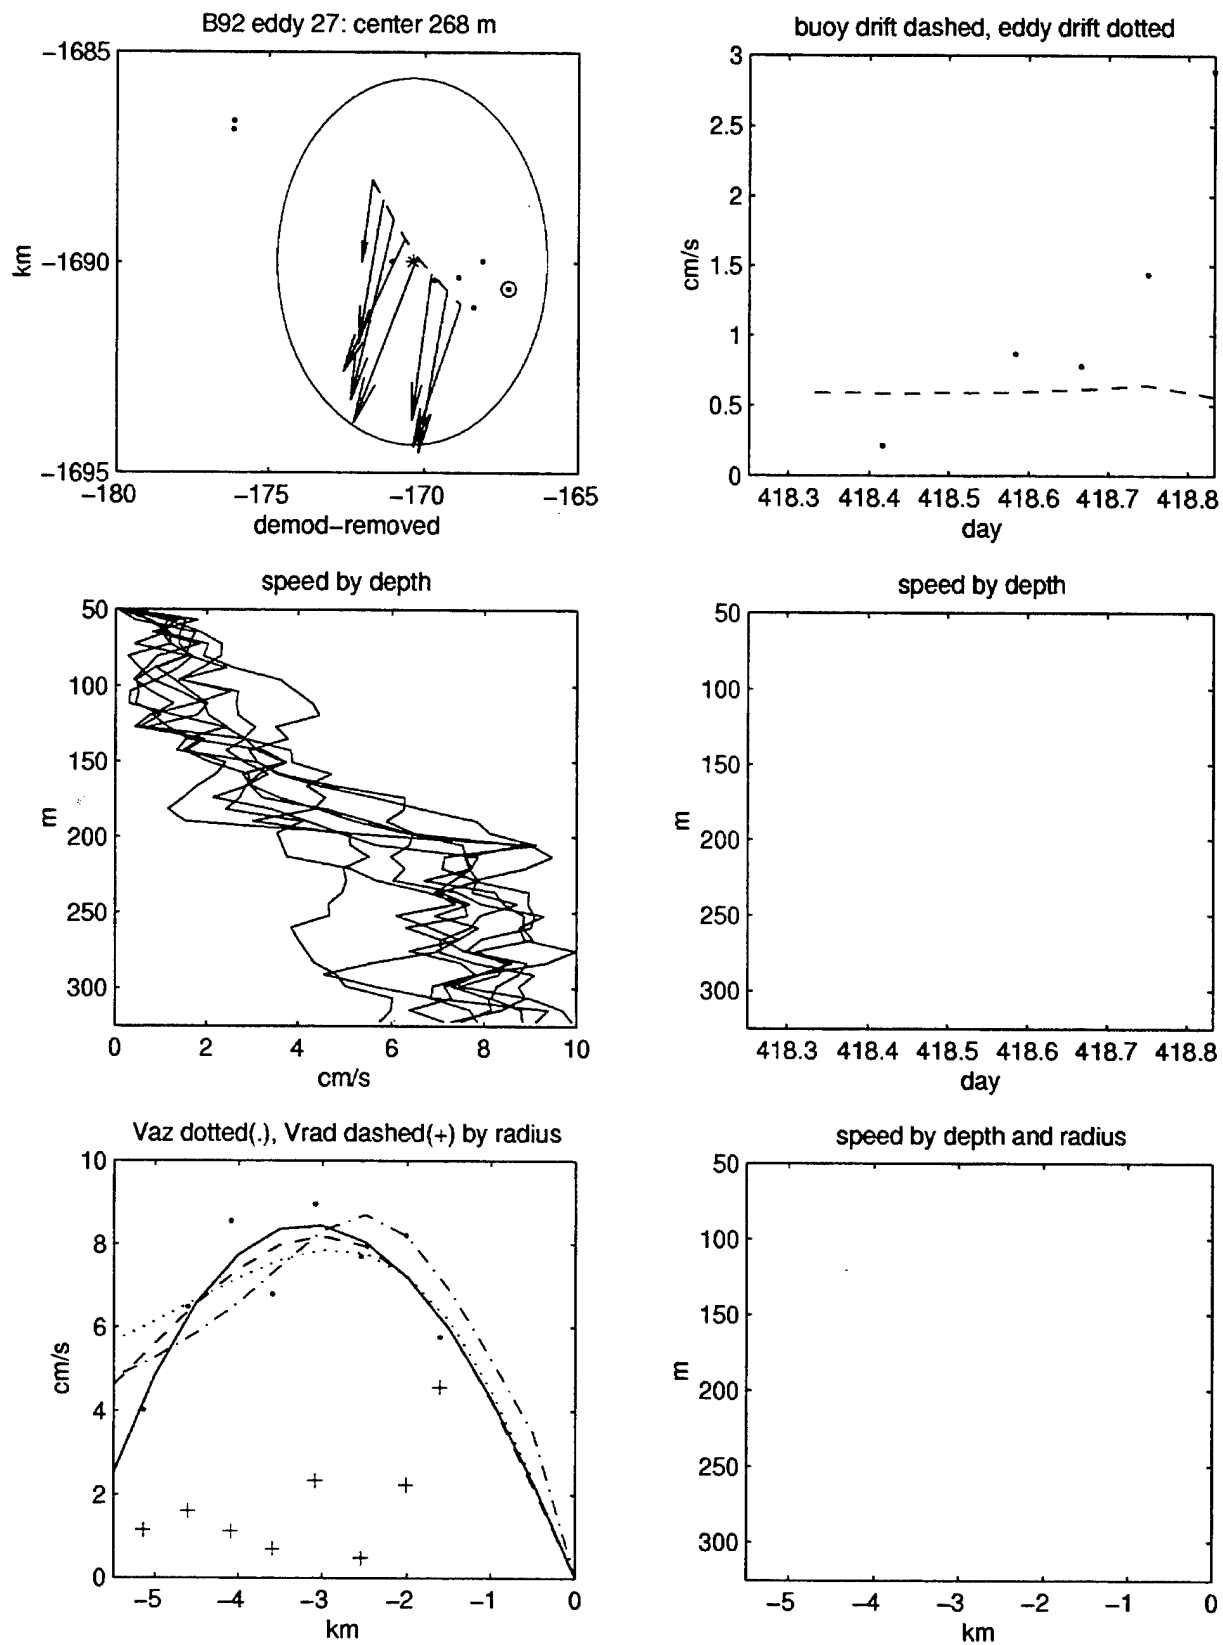 B92 eddy 27: center 268 m
−1685
km
−1690
−1695
−180
−175
−170
−165
demod−removed
buoy drift dashed, eddy drift dotted
3
2.5
2
cm/s
1.5
1
0.5
0
418.3 418.4 418.5 418.6 418.7 418.8
day
speed by depth
50
100
150
m
200
250
300
0 2 4 6 8 10
cm/s
speed by depth
50
100
150
m
200
250
300
418.3 418.4 418.5 418.6 418.7 418.8
day
Vaz dotted(.), Vrad dashed(+) by radius
10
8
6
cm/s
4
2
0
−5 −4 −3 −2 −1 0
km
speed by depth and radius
50
100
150
m
200
250
300
−5 −4 −3 −2 −1 0
km